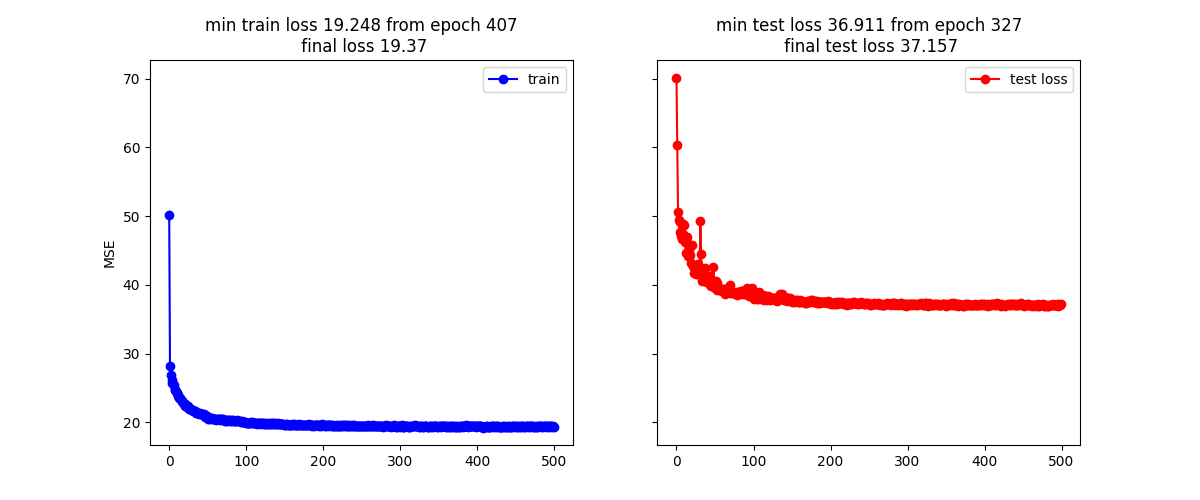 min train loss 19.248 from epoch 407
final loss 19.37
min test loss 36.911 from epoch 327
final test loss 37.157
train
test loss
MSE
70
60
50
40
30
20
0 100 200 300 400 500
0 100 200 300 400 500